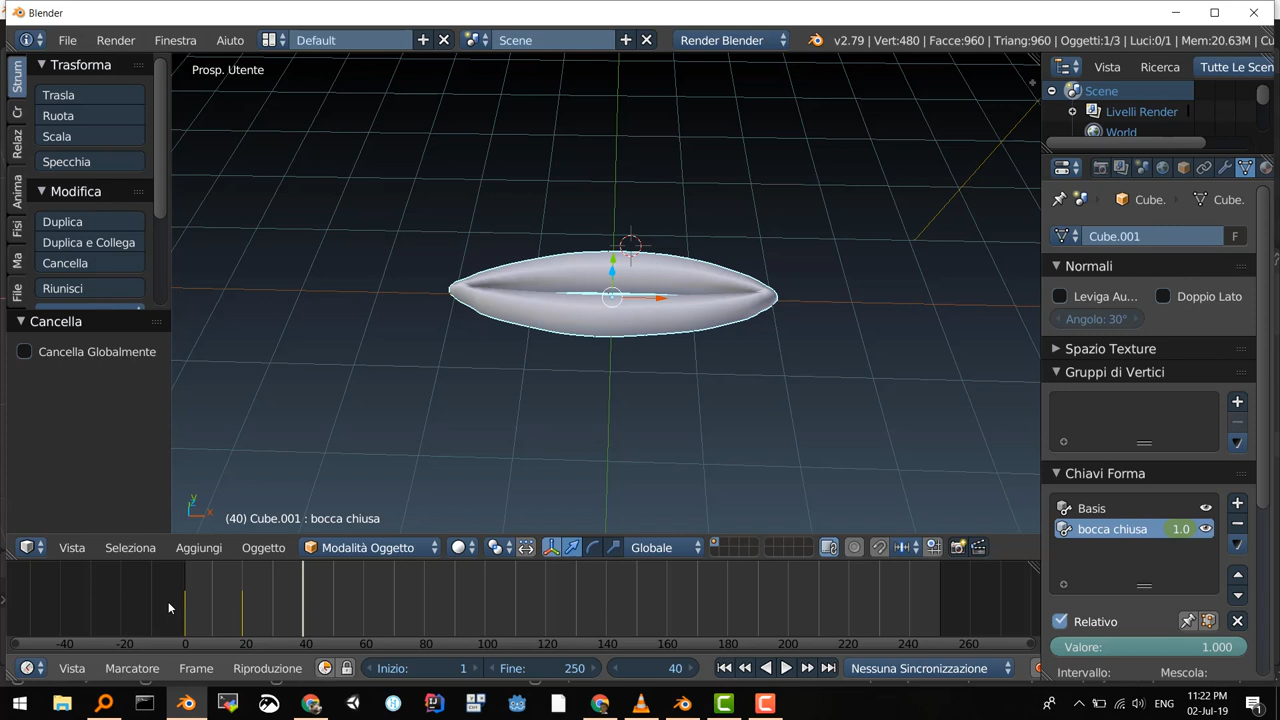 Blender
File Render Finestra Aiuto Default Scene Render Blender v2.79 | Vert:480 | Facce:960 | Triang:960 | Oggetti:1/3 | Luci:0/1 | Mem:20.63M | Cu
Strum
Cr
Relaz
Anima
Fisi
Ma
File
Trasforma
Trasla
Ruota
Scala
Specchia
Modifica
Duplica
Duplica e Collega
Cancella
Riunisci
Cancella
Cancella Globalmente
Prosp. Utente
y
x
(40) Cube.001 : bocca chiusa
Vista Ricerca Tutte Le Scen
Scene
Livelli Render
World
Cube. Cube.
Cube.001 F
Normali
Leviga Au... Doppio Lato
Angolo: 30°
Spazio Texture
Gruppi di Vertici
Chiavi Forma
Basis
bocca chiusa 1.0
Relativo
Valore: 1.000
Intervallo: Mescola:
Vista Seleziona Aggiungi Oggetto Modalità Oggetto Globale
-40 -20 0 20 40 60 80 100 120 140 160 180 200 220 240 260
Vista Marcatore Frame Riproduzione Inizio: 1 Fine: 250 40 Nessuna Sincronizzazione
11:22 PM
02-Jul-19
1